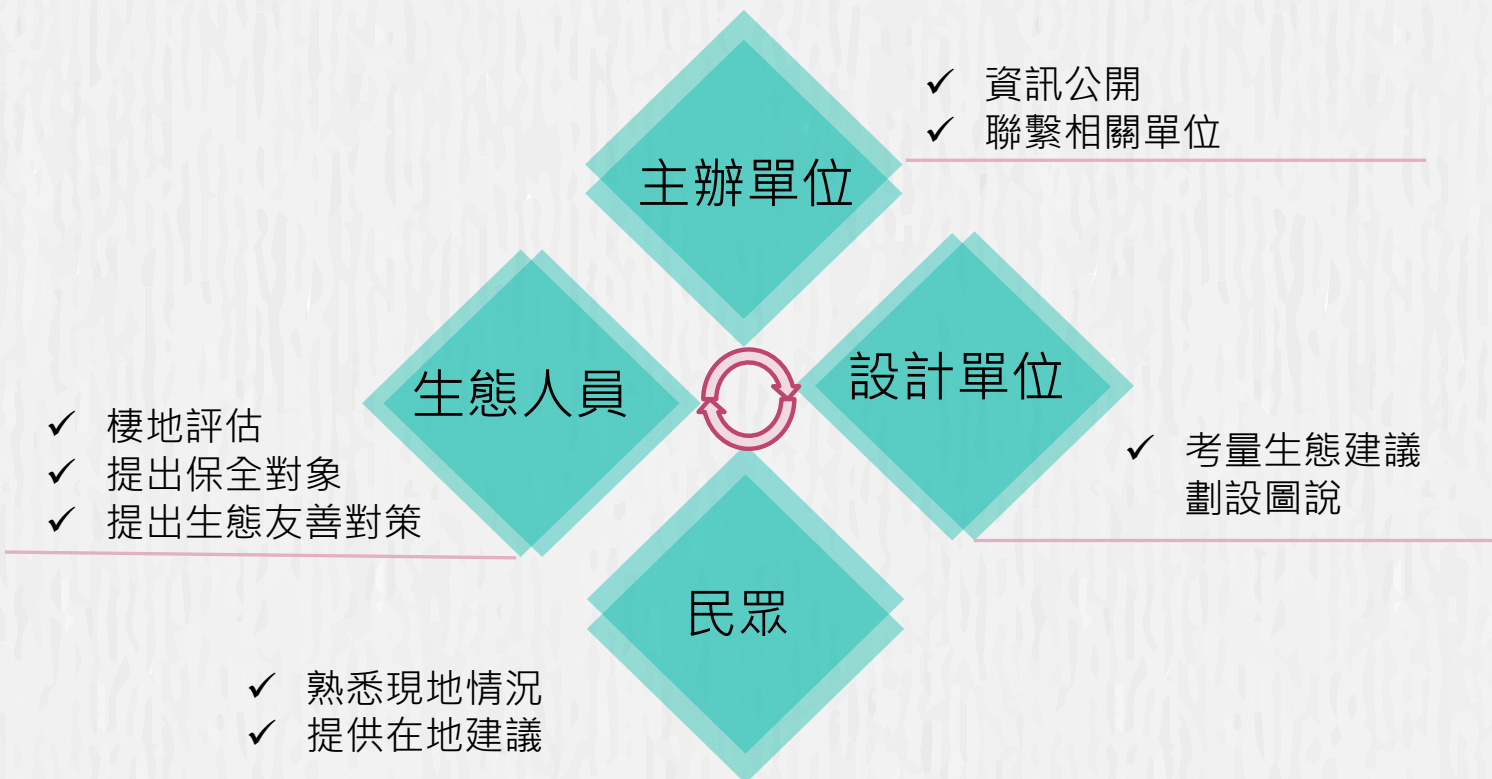 主辦單位
✓ 資訊公開
✓ 聯繫相關單位
設計單位
✓ 考量生態建議
劃設圖說
生態人員
✓ 棲地評估
✓ 提出保全對象
✓ 提出生態友善對策
民眾
✓ 熟悉現地情況
✓ 提供在地建議